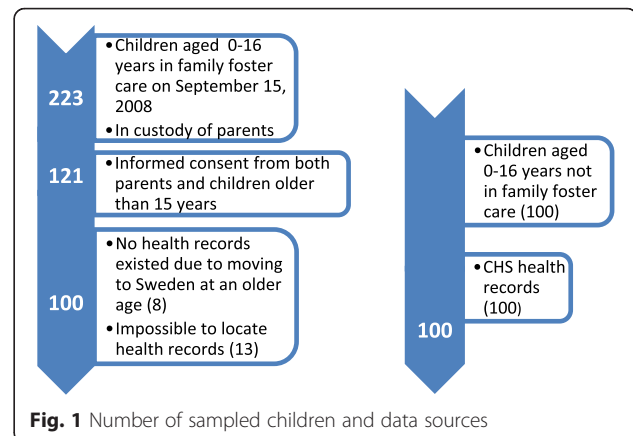 223
•Children aged 0-16
years in family foster
care on September 15,
2008
•In custody of parents
121
•Informed consent from both
parents and children older
than 15 years
100
•No health records
existed due to moving
to Sweden at an older
age (8)
•Impossible to locate
health records (13)
•Children aged
0-16 years not
in family foster
care (100)
•CHS health
records
(100)
100
Fig. 1 Number of sampled children and data sources